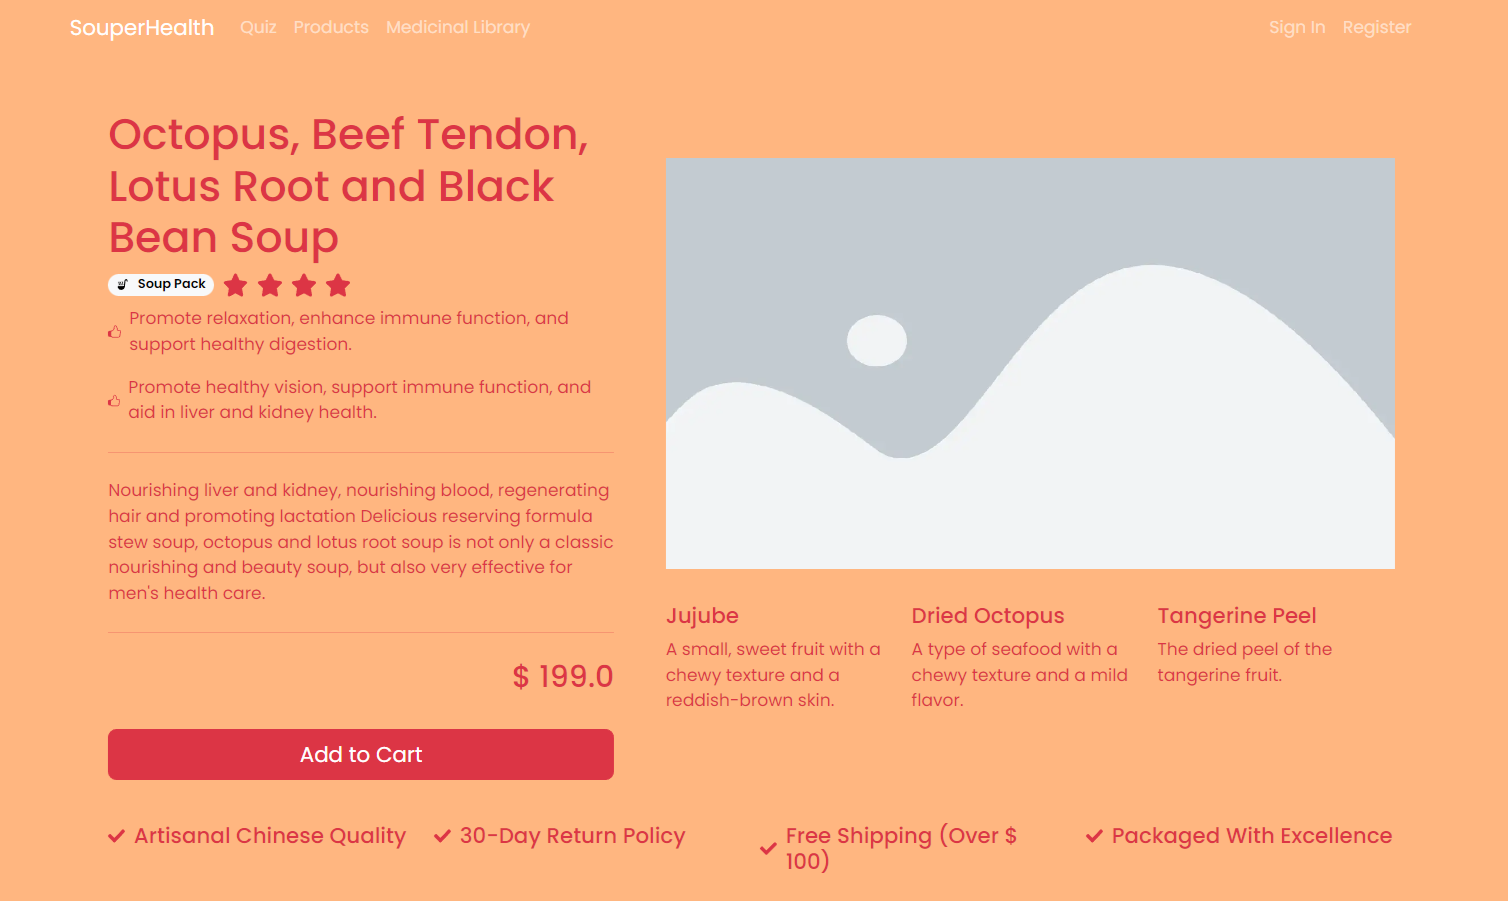 SouperHealth Quiz Products Medicinal Library Sign In Register
Octopus, Beef Tendon,
Lotus Root and Black
Bean Soup
Soup Pack
Promote relaxation, enhance immune function, and
support healthy digestion.
Promote healthy vision, support immune function, and
aid in liver and kidney health.
Nourishing liver and kidney, nourishing blood, regenerating
hair and promoting lactation Delicious reserving formula
stew soup, octopus and lotus root soup is not only a classic
nourishing and beauty soup, but also very effective for
men's health care.
$ 199.0
Add to Cart
Jujube
A small, sweet fruit with a
chewy texture and a
reddish-brown skin.
Dried Octopus
A type of seafood with a
chewy texture and a mild
flavor.
Tangerine Peel
The dried peel of the
tangerine fruit.
Artisanal Chinese Quality
30-Day Return Policy
Free Shipping (Over $
100)
Packaged With Excellence